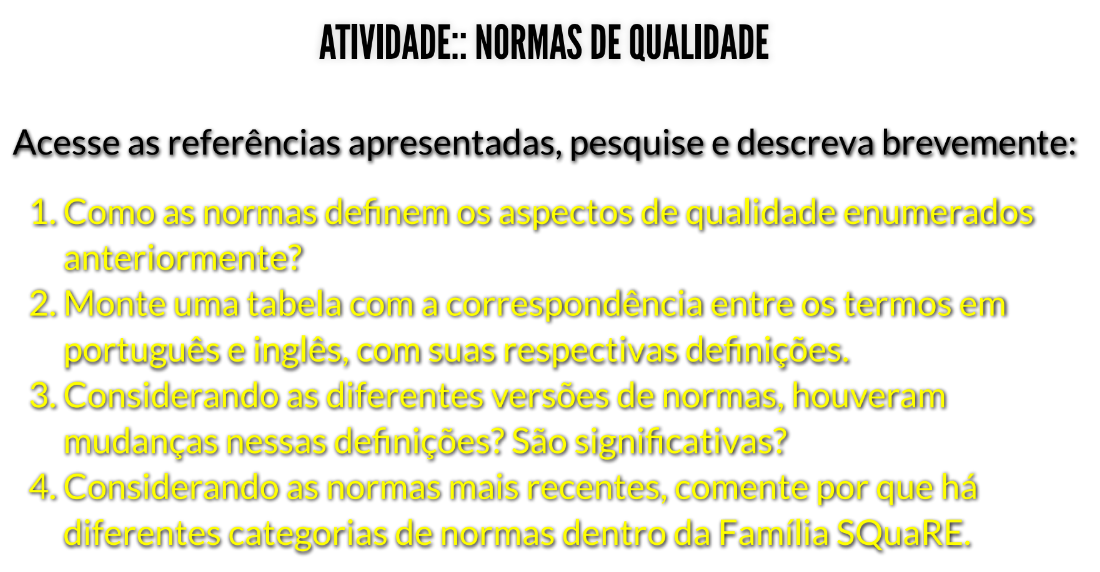 ATIVIDADE:: NORMAS DE QUALIDADE
Acesse as referências apresentadas, pesquise e descreva brevemente:
1. Como as normas definem os aspectos de qualidade enumerados
anteriormente?
2. Monte uma tabela com a correspondência entre os termos em
português e inglês, com suas respectivas definições.
3. Considerando as diferentes versões de normas, houveram
mudanças nessas definições? São significativas?
4. Considerando as normas mais recentes, comente por que há
diferentes categorias de normas dentro da Família SQuaRE.